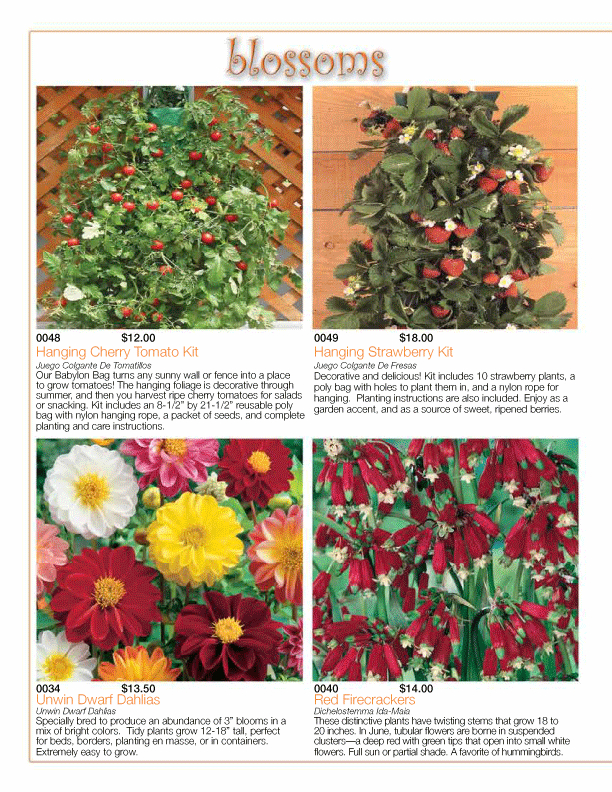 blossoms
0048 $12.00
Hanging Cherry Tomato Kit
Juego Colgante De Tomatillos
Our Babylon Bag turns any sunny wall or fence into a place
to grow tomatoes! The hanging foliage is decorative through
summer, and then you harvest ripe cherry tomatoes for salads
or snacking. Kit includes an 8-1/2” by 21-1/2” reusable poly
bag with nylon hanging rope, a packet of seeds, and complete
planting and care instructions.
0049 $18.00
Hanging Strawberry Kit
Juego Colgante De Fresas
Decorative and delicious! Kit includes 10 strawberry plants, a
poly bag with holes to plant them in, and a nylon rope for
hanging. Planting instructions are also included. Enjoy as a
garden accent, and as a source of sweet, ripened berries.
0034 $13.50
Unwin Dwarf Dahlias
Unwin Dwarf Dahlias
Specially bred to produce an abundance of 3” blooms in a
mix of bright colors. Tidy plants grow 12-18” tall, perfect
for beds, borders, planting en masse, or in containers.
Extremely easy to grow.
0040 $14.00
Red Firecrackers
Dichelostemma Ida-Maia
These distinctive plants have twisting stems that grow 18 to
20 inches. In June, tubular flowers are borne in suspended
clusters—a deep red with green tips that open into small white
flowers. Full sun or partial shade. A favorite of hummingbirds.